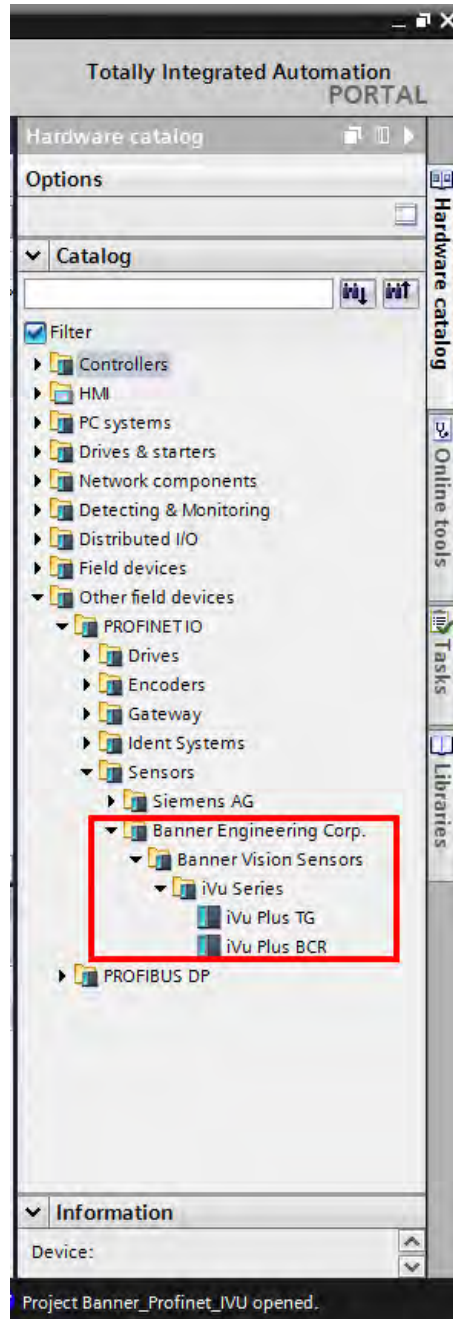 Totally Integrated Automation
PORTAL
Hardware catalog
Options
Catalog
Filter
Controllers
HMI
PC systems
Drives & starters
Network components
Detecting & Monitoring
Distributed I/O
Field devices
Other field devices
PROFINET IO
Drives
Encoders
Gateway
Ident Systems
Sensors
Siemens AG
Banner Engineering Corp.
Banner Vision Sensors
iVu Series
iVu Plus TG
iVu Plus BCR
PROFIBUS DP
Information
Device:
Project Banner_Profinet_IVU opened.
Hardware catalog
Online tools
Tasks
Libraries